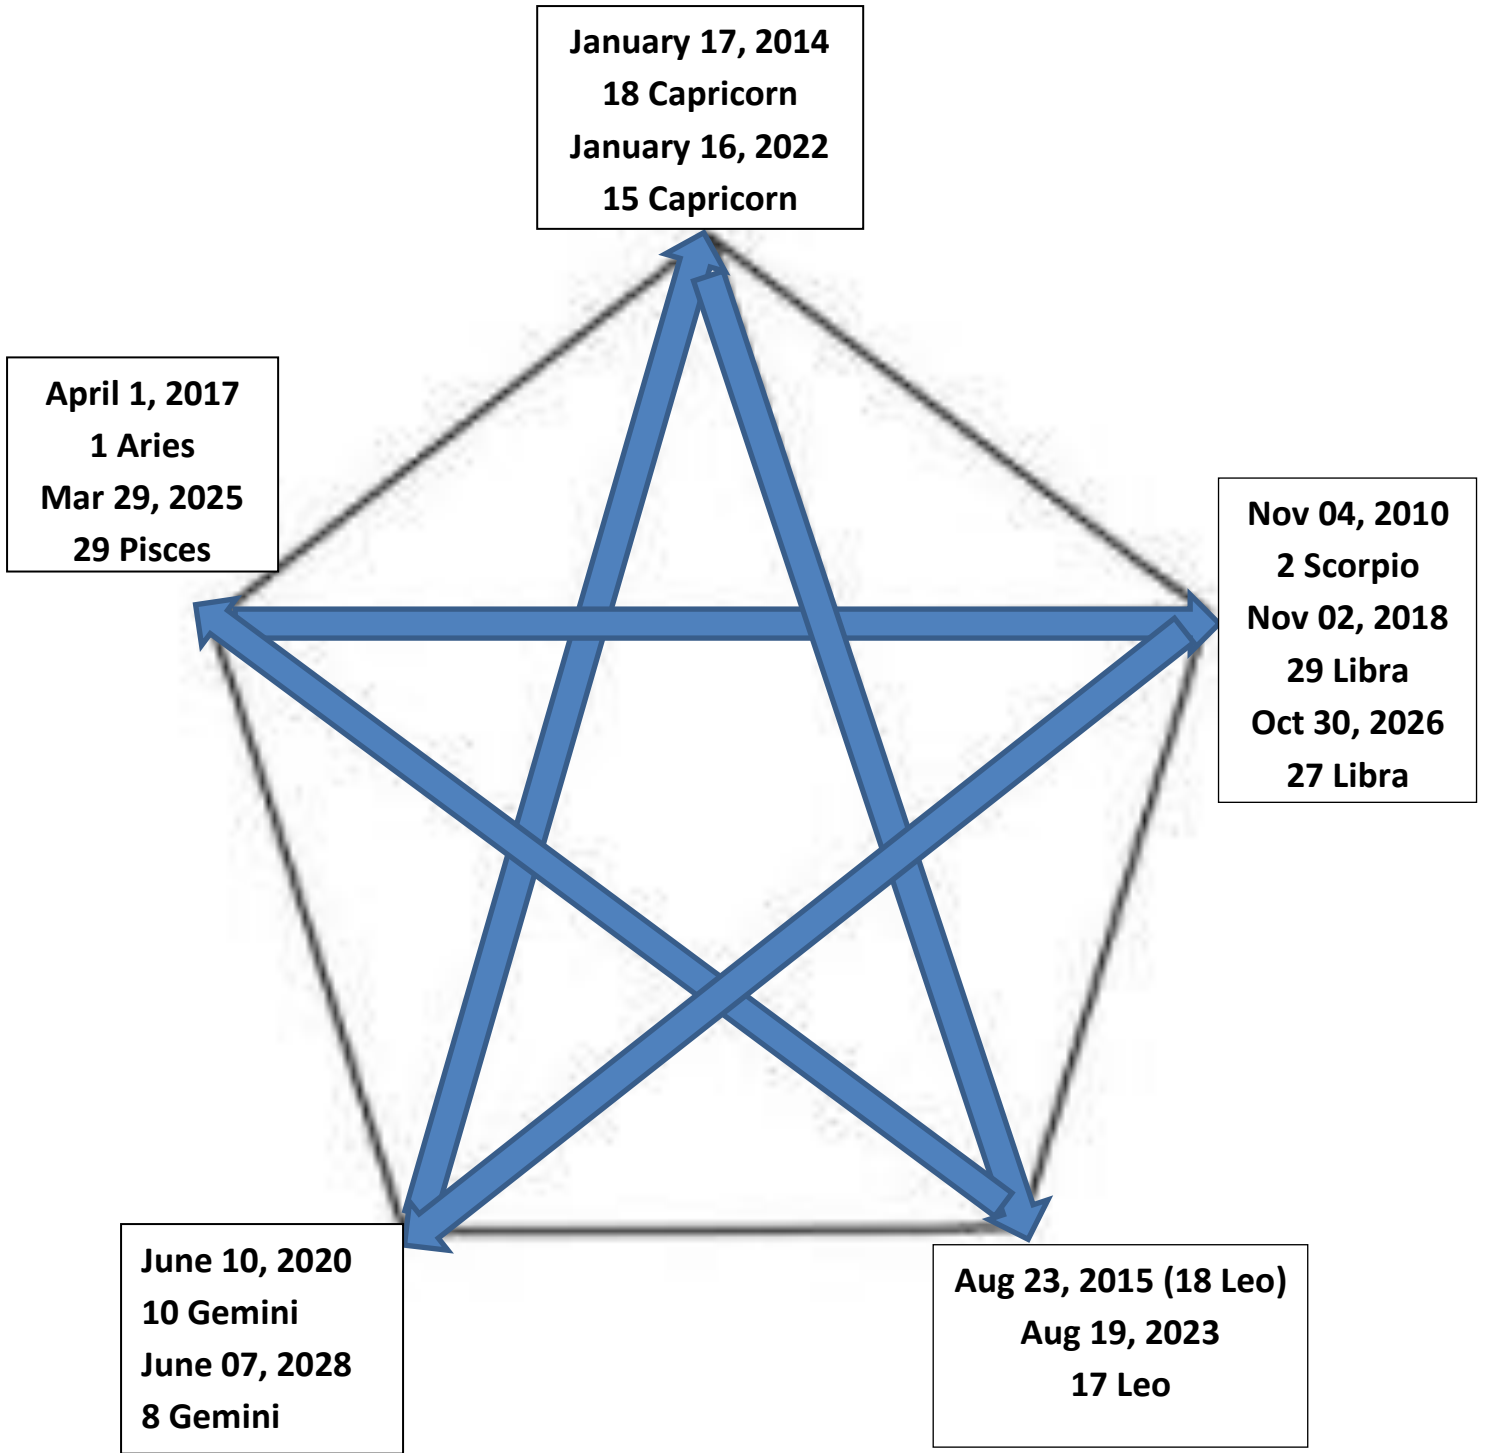 January 17, 2014
18 Capricorn
January 16, 2022
15 Capricorn
April 1, 2017
1 Aries
Mar 29, 2025
29 Pisces
Nov 04, 2010
2 Scorpio
Nov 02, 2018
29 Libra
Oct 30, 2026
27 Libra
June 10, 2020
10 Gemini
June 07, 2028
8 Gemini
Aug 23, 2015 (18 Leo)
Aug 19, 2023
17 Leo